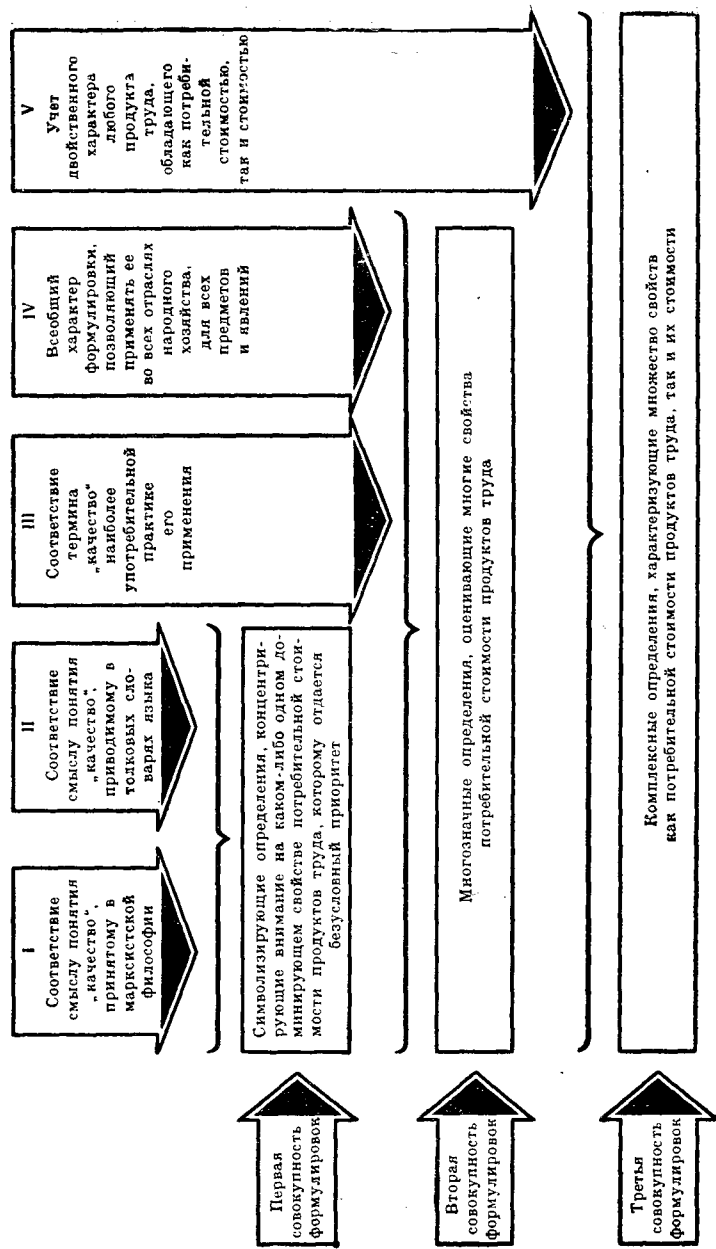 I
Соответствие
смыслу понятия
„качество",
принятому в
марксистской
философии
II
Соответствие
смыслу понятия
„качество",
приводимому в
толковых сло-
варях языка
III
Соответствие
термина
„качество"
наиболее
употребительной
практике
его
применения
IV
Всеобщий
характер
формулировки,
позволяющий
применять ее
во всех отраслях
народного
хозяйства,
для всех
предметов
и явлений
V
Учет
двойственного
характера
любого
продукта
труда,
обладающего
как потреби-
тельной
стоимостью,
так и стоимостью
Первая
совокупность
формулировок
Символизирующие определения, концентри-
рующие внимание на каком-либо одном до-
минирующем свойстве потребительной стои-
мости продуктов труда, которому отдается
безусловный приоритет
Вторая
совокупность
формулировок
Многозначные определения, оценивающие многие свойства
потребительной стоимости продуктов труда
Третья
совокупность
формулировок
Комплексные определения, характеризующие множество свойств
как потребительной стоимости продуктов труда, так и их стоимости